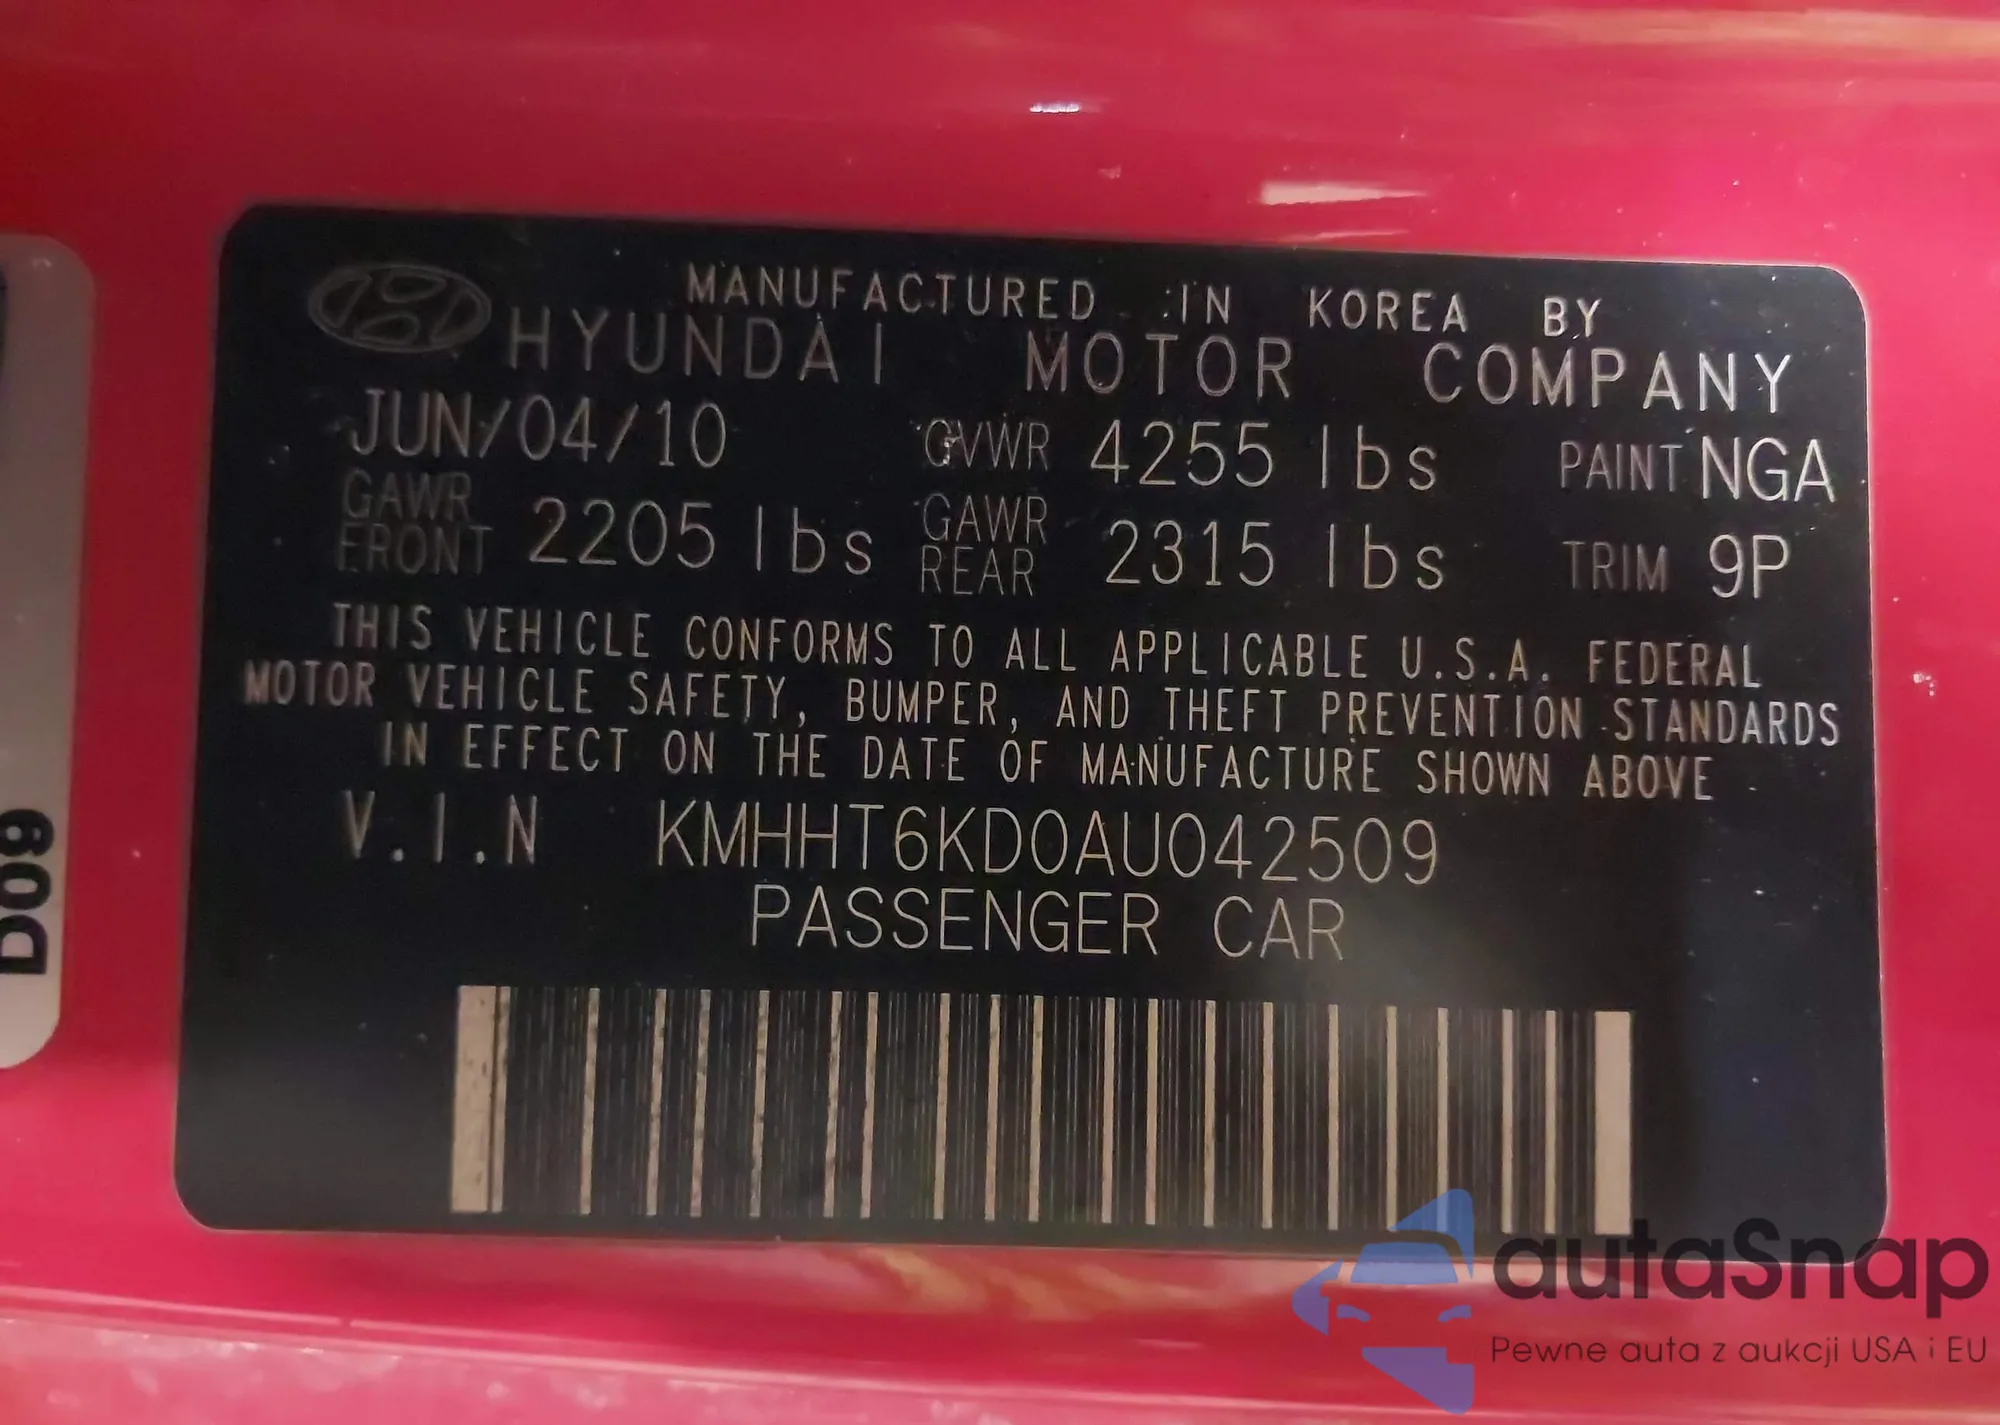 MANUFACTURED IN KOREA BY
HYUNDAI MOTOR COMPANY
JUN/04/10 GVWR 4255 lbs PAINT NGA
GAWR FRONT 2205 lbs GAWR REAR 2315 lbs TRIM 9P
THIS VEHICLE CONFORMS TO ALL APPLICABLE U.S.A. FEDERAL
MOTOR VEHICLE SAFETY, BUMPER, AND THEFT PREVENTION STANDARDS
IN EFFECT ON THE DATE OF MANUFACTURE SHOWN ABOVE
V.I.N KMHHT6KD0AU042509
PASSENGER CAR
D09
autaSnap
Pewne auta z aukcji USA i EU